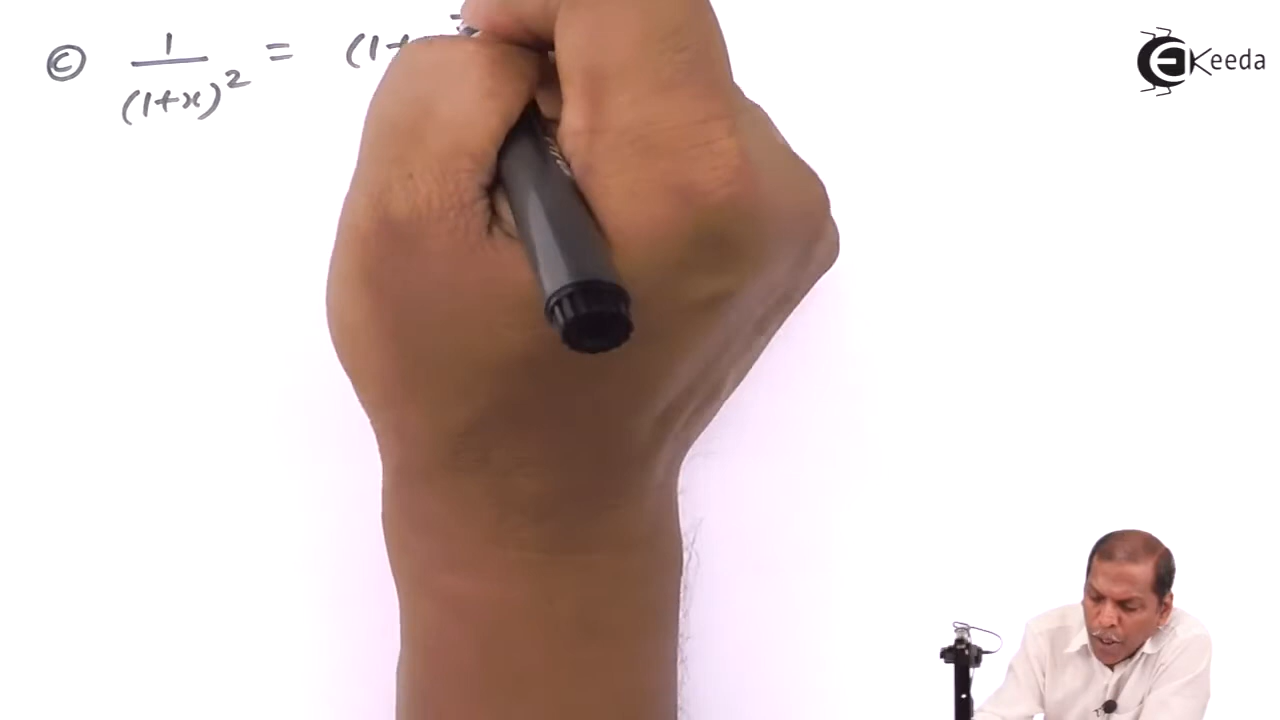 © 1/(1+x)² = (1+
EKeeda